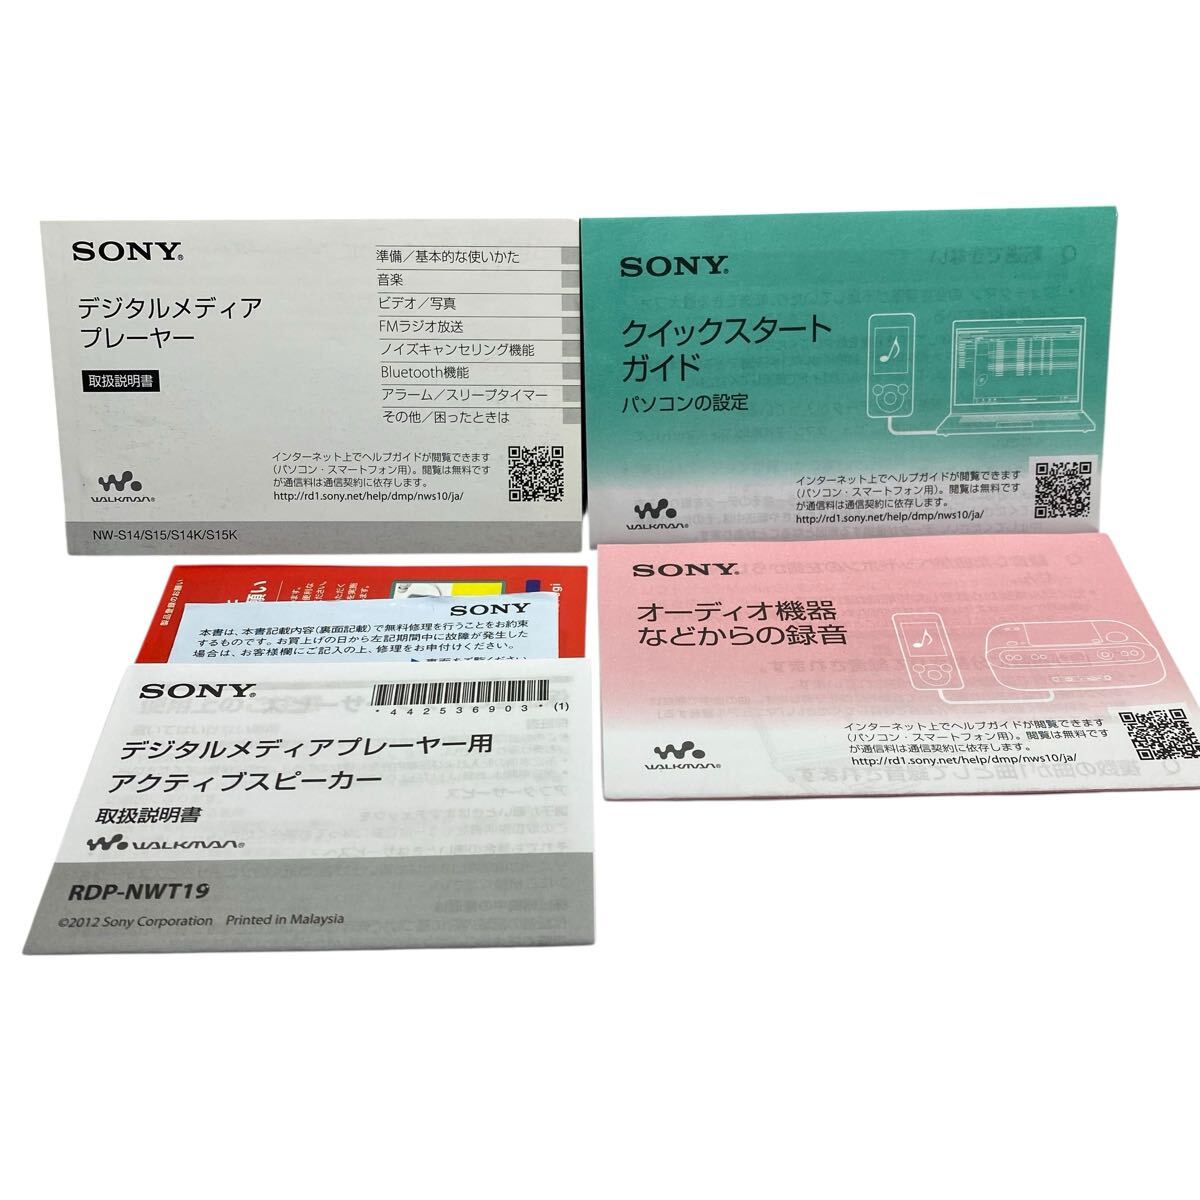 SONY®
デジタルメディア
プレーヤー
取扱説明書
準備／基本的な使いかた
音楽
ビデオ／写真
FMラジオ放送
ノイズキャンセリング機能
Bluetooth機能
アラーム／スリープタイマー
その他／困ったときは
インターネット上でヘルプガイドが閲覧できます
（パソコン・スマートフォン用）。閲覧は無料です
が通信料は通信契約に依存します。
http://rd1.sony.net/help/dmp/nws10/ja/
WALKMAN®
NW-S14/S15/S14K/S15K
SONY®
クイックスタート
ガイド
パソコンの設定
インターネット上でヘルプガイドが閲覧できます
（パソコン・スマートフォン用）。閲覧は無料です
が通信料は通信契約に依存します。
http://rd1.sony.net/help/dmp/nws10/ja/
WALKMAN®
製品登録のお願い
SONY
本書は、本書記載内容（裏面記載）で無料修理を行うことをお約束
するものです。お買上げの日から左記期間中に故障が発生した
場合は、お客様欄にご記入の上、修理をお申付けください。
SONY®
*442536903*(1)
デジタルメディアプレーヤー用
アクティブスピーカー
取扱説明書
WALKMAN®
RDP-NWT19
©2012 Sony Corporation Printed in Malaysia
SONY®
オーディオ機器
などからの録音
インターネット上でヘルプガイドが閲覧できます
（パソコン・スマートフォン用）。閲覧は無料です
が通信料は通信契約に依存します。
http://rd1.sony.net/help/dmp/nws10/ja/
WALKMAN®